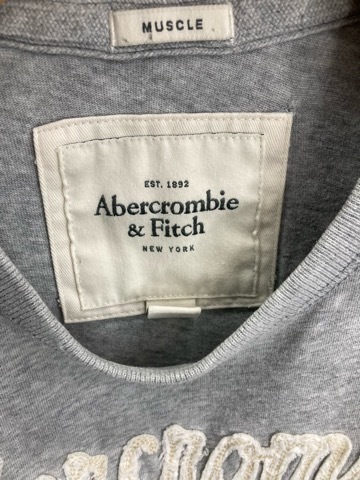 MUSCLE
EST. 1892
Abercrombie
& Fitch
NEW YORK